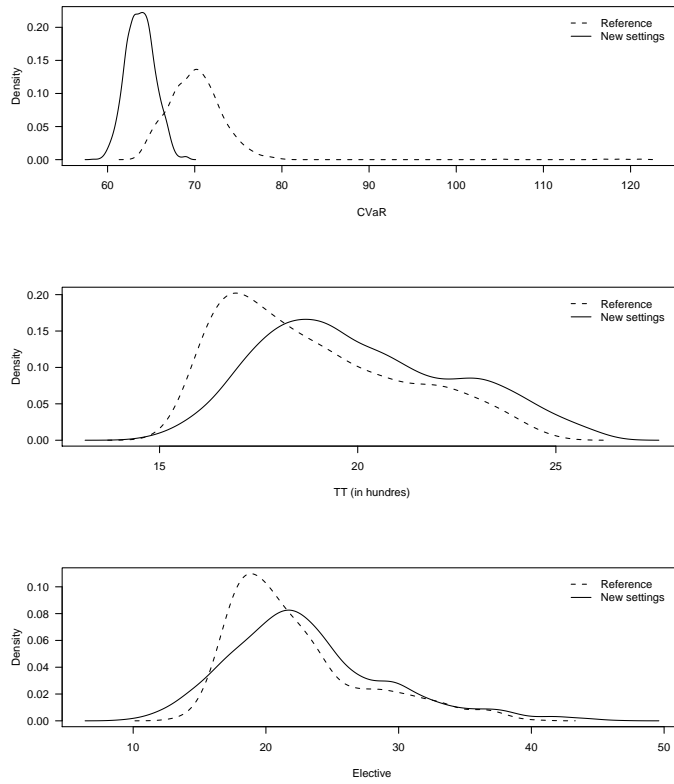 0.20
0.15
0.10
0.05
0.00
Density
Reference
New settings
60 70 80 90 100 110 120
CVaR
0.20
0.15
0.10
0.05
0.00
Density
Reference
New settings
15 20 25
TT (in hundres)
0.10
0.08
0.06
0.04
0.02
0.00
Density
Reference
New settings
10 20 30 40 50
Elective